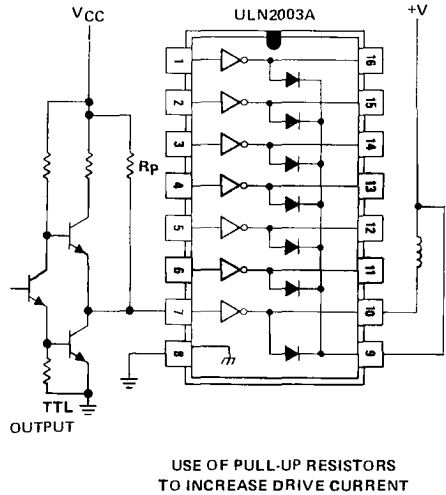 VCC
ULN2003A
+V
RP
1
2
3
4
5
6
7
8
16
15
14
13
12
11
10
9
TTL
OUTPUT
USE OF PULL-UP RESISTORS
TO INCREASE DRIVE CURRENT